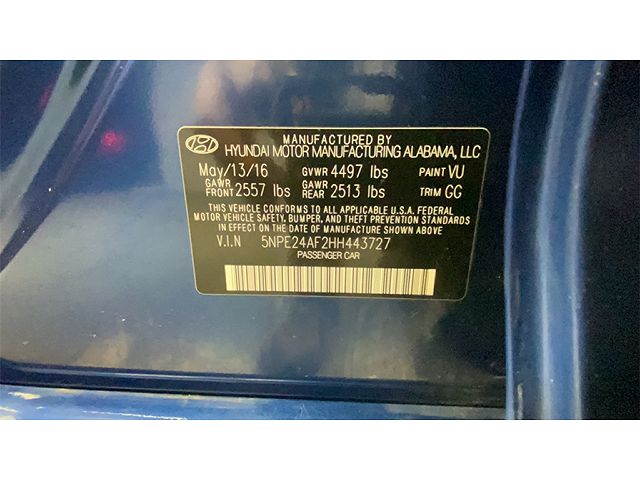 MANUFACTURED BY
HYUNDAI MOTOR MANUFACTURING ALABAMA, LLC
May/13/16 GVWR 4497 lbs PAINT VU
GAWR FRONT 2557 lbs GAWR REAR 2513 lbs TRIM GG
THIS VEHICLE CONFORMS TO ALL APPLICABLE U.S.A. FEDERAL
MOTOR VEHICLE SAFETY, BUMPER, AND THEFT PREVENTION STANDARDS
IN EFFECT ON THE DATE OF MANUFACTURE SHOWN ABOVE.
V.I.N 5NPE24AF2HH443727
PASSENGER CAR